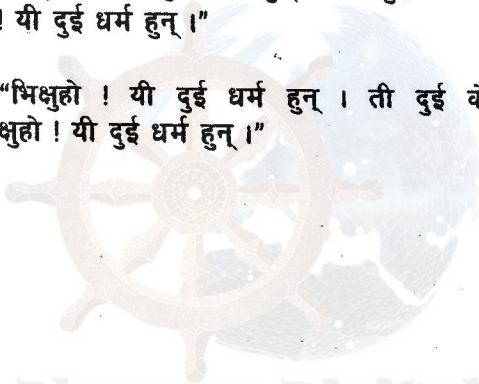 ! यी दुई धर्म हुन् ।”
“भिक्षुहो ! यी दुई धर्म हुन् । ती दुई
क्षुहो ! यी दुई धर्म हुन् ।”